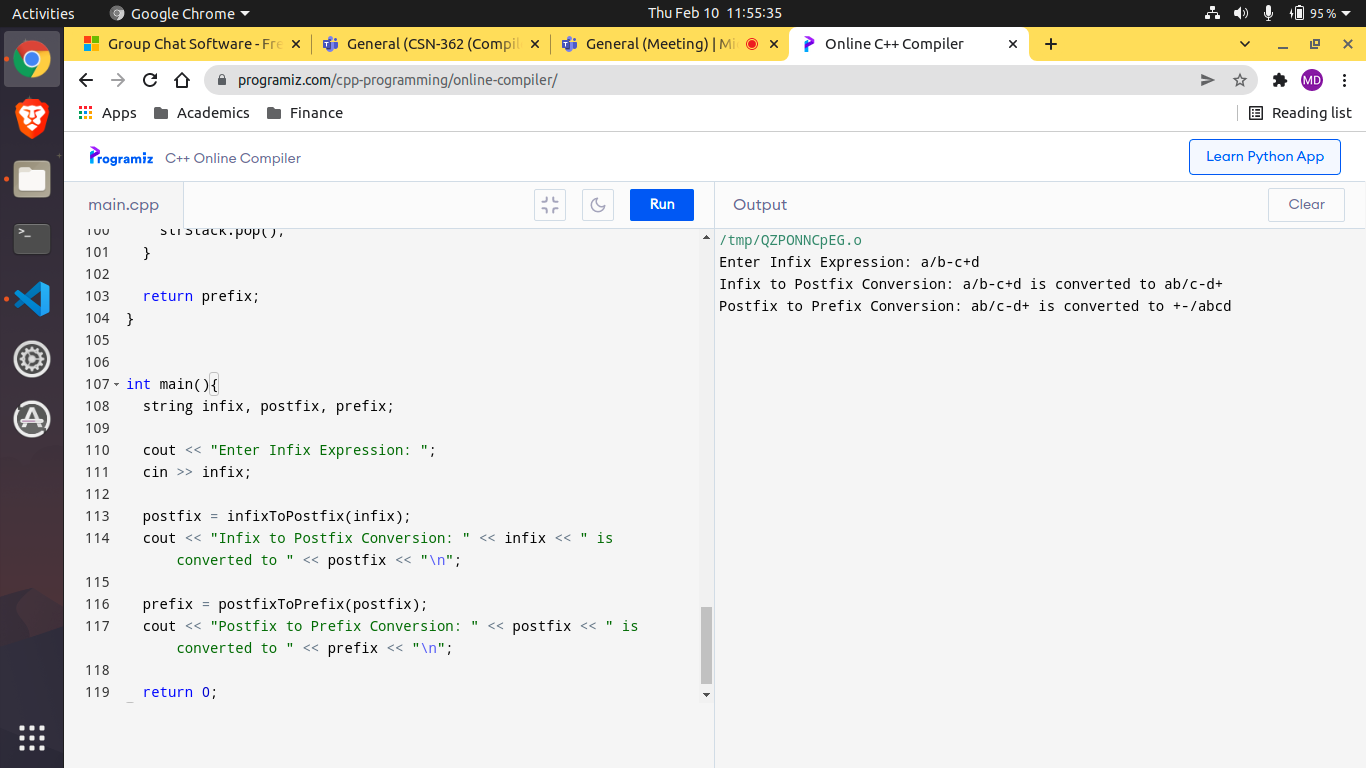 Activities
Google Chrome
Thu Feb 10 11:55:35
95%
Group Chat Software - Fre
General (CSN-362 (Compil
General (Meeting) | Mi
Online C++ Compiler
programiz.com/cpp-programming/online-compiler/
MD
Apps
Academics
Finance
Reading list
Programiz
C++ Online Compiler
Learn Python App
main.cpp
Run
Output
Clear
100 strStack.pop();
101 }
102
103 return prefix;
104 }
105
106
107 int main(){
108 string infix, postfix, prefix;
109
110 cout << "Enter Infix Expression: ";
111 cin >> infix;
112
113 postfix = infixToPostfix(infix);
114 cout << "Infix to Postfix Conversion: " << infix << " is
converted to " << postfix << "\n";
115
116 prefix = postfixToPrefix(postfix);
117 cout << "Postfix to Prefix Conversion: " << postfix << " is
converted to " << prefix << "\n";
118
119 return 0;
/tmp/QZPONNCpEG.o
Enter Infix Expression: a/b-c+d
Infix to Postfix Conversion: a/b-c+d is converted to ab/c-d+
Postfix to Prefix Conversion: ab/c-d+ is converted to +-/abcd